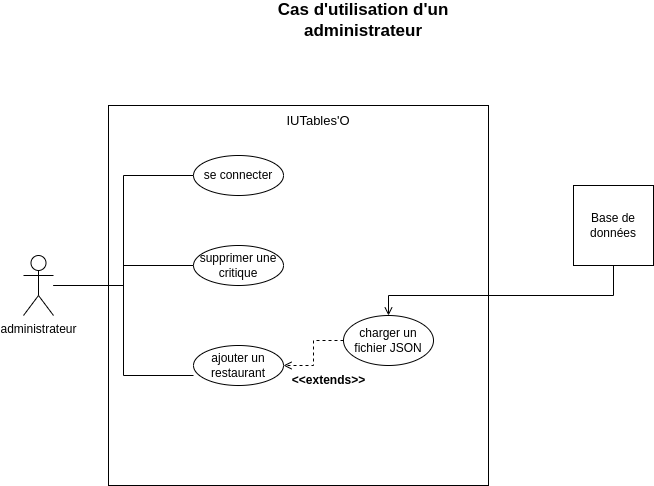 Cas d'utilisation d'un
administrateur
IUTables'O
se connecter
Base de
données
supprimer une
critique
administrateur
charger un
fichier JSON
ajouter un
restaurant
<<extends>>